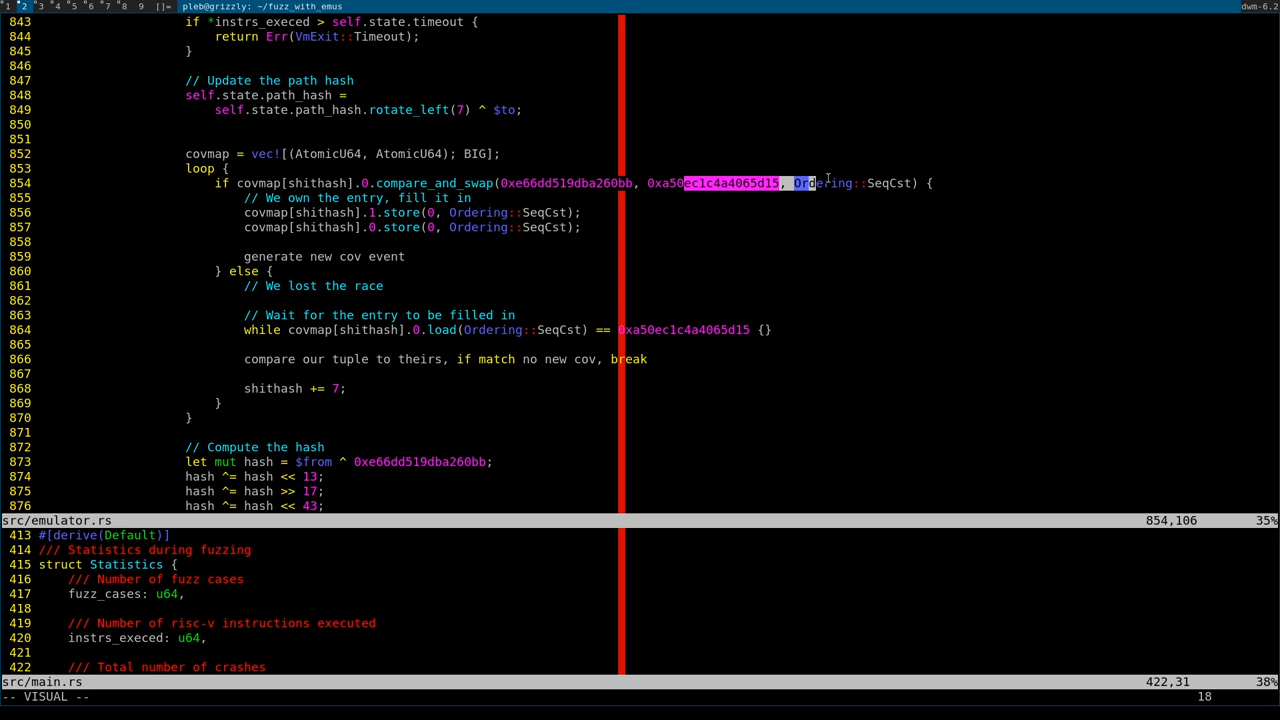 1 2 3 4 5 6 7 8 9 []= pleb@grizzly: ~/fuzz_with_emus dwm-6.2
843 if *instrs_execed > self.state.timeout {
844 return Err(VmExit::Timeout);
845 }
846
847 // Update the path hash
848 self.state.path_hash =
849 self.state.path_hash.rotate_left(7) ^ $to;
850
851
852 covmap = vec![(AtomicU64, AtomicU64); BIG];
853 loop {
854 if covmap[shithash].0.compare_and_swap(0xe66dd519dba260bb, 0xa50ec1c4a4065d15, Ordering::SeqCst) {
855 // We own the entry, fill it in
856 covmap[shithash].1.store(0, Ordering::SeqCst);
857 covmap[shithash].0.store(0, Ordering::SeqCst);
858
859 generate new cov event
860 } else {
861 // We lost the race
862
863 // Wait for the entry to be filled in
864 while covmap[shithash].0.load(Ordering::SeqCst) == 0xa50ec1c4a4065d15 {}
865
866 compare our tuple to theirs, if match no new cov, break
867
868 shithash += 7;
869 }
870 }
871
872 // Compute the hash
873 let mut hash = $from ^ 0xe66dd519dba260bb;
874 hash ^= hash << 13;
875 hash ^= hash >> 17;
876 hash ^= hash << 43;
src/emulator.rs 854,106 35%
413 #[derive(Default)]
414 /// Statistics during fuzzing
415 struct Statistics {
416 /// Number of fuzz cases
417 fuzz_cases: u64,
418
419 /// Number of risc-v instructions executed
420 instrs_execed: u64,
421
422 /// Total number of crashes
src/main.rs 422,31 38%
-- VISUAL -- 18